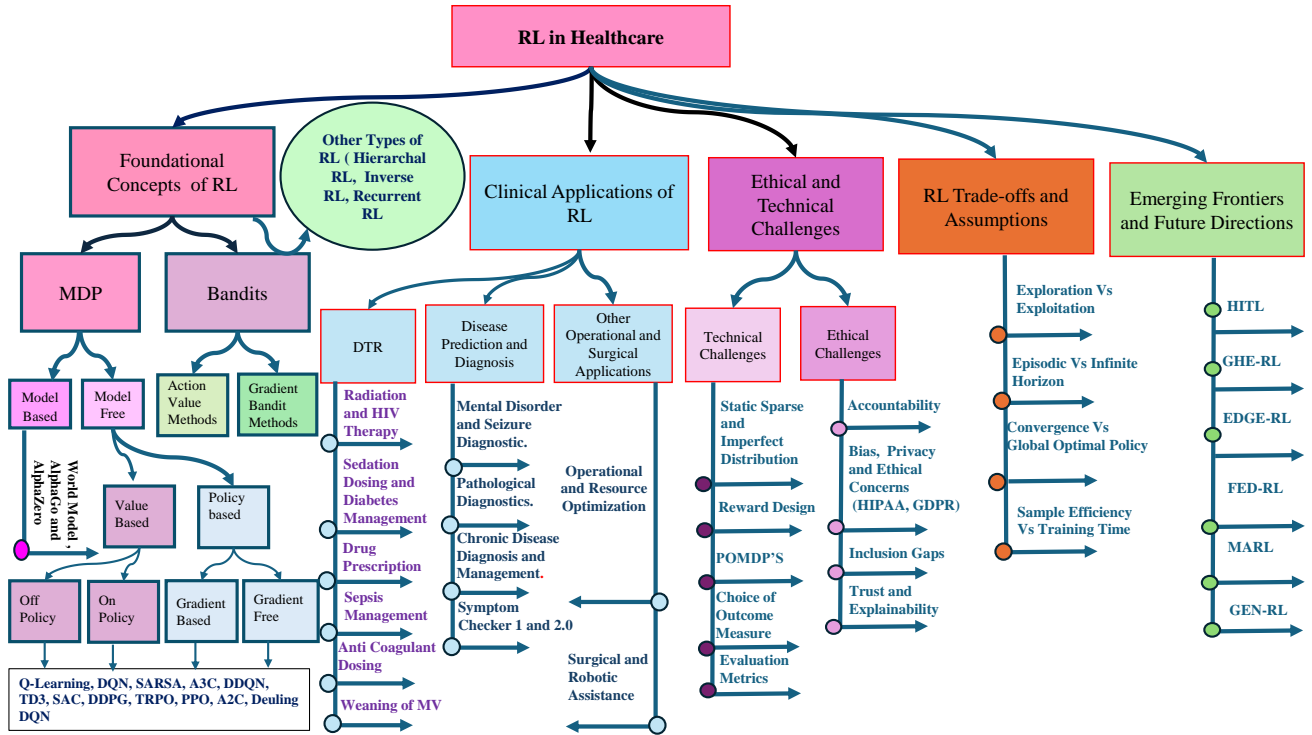 RL in Healthcare
Foundational
Concepts of RL
Other Types of
RL ( Hierarchal
RL, Inverse
RL, Recurrent
RL
Clinical Applications of
RL
Ethical and
Technical
Challenges
RL Trade-offs and
Assumptions
Emerging Frontiers
and Future Directions
MDP
Bandits
Model
Based
Model
Free
Action
Value
Methods
Gradient
Bandit
Methods
World Model ,
AlphaGo and
AlphaZero
Value
Based
Policy
based
Off
Policy
On
Policy
Gradient
Based
Gradient
Free
Q-Learning, DQN, SARSA, A3C, DDQN,
TD3, SAC, DDPG, TRPO, PPO, A2C, Deuling
DQN
DTR
Radiation
and HIV
Therapy
Sedation
Dosing and
Diabetes
Management
Drug
Prescription
Sepsis
Management
Anti Coagulant
Dosing
Weaning of MV
Disease
Prediction and
Diagnosis
Mental Disorder
and Seizure
Diagnostic.
Pathological
Diagnostics.
Chronic Disease
Diagnosis and
Management.
Symptom
Checker 1 and 2.0
Other
Operational and
Surgical
Applications
Operational
and Resource
Optimization
Surgical and
Robotic
Assistance
Technical
Challenges
Static Sparse
and
Imperfect
Distribution
Reward Design
POMDP'S
Choice of
Outcome
Measure
Evaluation
Metrics
Ethical
Challenges
Accountability
Bias, Privacy
and Ethical
Concerns
(HIPAA, GDPR)
Inclusion Gaps
Trust and
Explainability
Exploration Vs
Exploitation
Episodic Vs Infinite
Horizon
Convergence Vs
Global Optimal Policy
Sample Efficiency
Vs Training Time
HITL
GHE-RL
EDGE-RL
FED-RL
MARL
GEN-RL